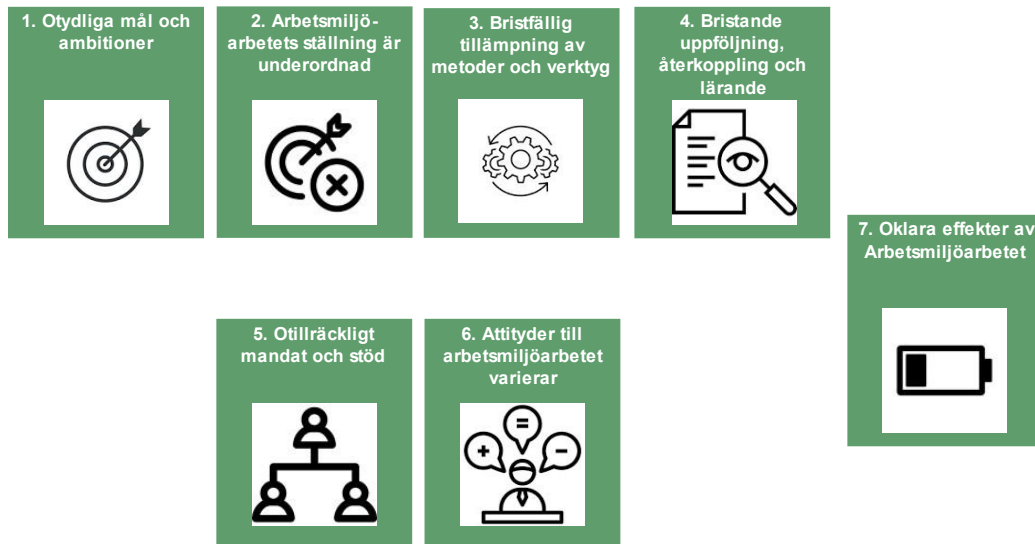 1. Otydliga mål och
ambitioner
2. Arbetsmiljö-
arbetets ställning är
underordnad
3. Bristfällig
tillämpning av
metoder och verktyg
4. Bristande
uppföljning,
återkoppling och
lärande
5. Otillräckligt
mandat och stöd
6. Attityder till
arbetsmiljöarbetet
varierar
7. Oklara effekter av
Arbetsmiljöarbetet